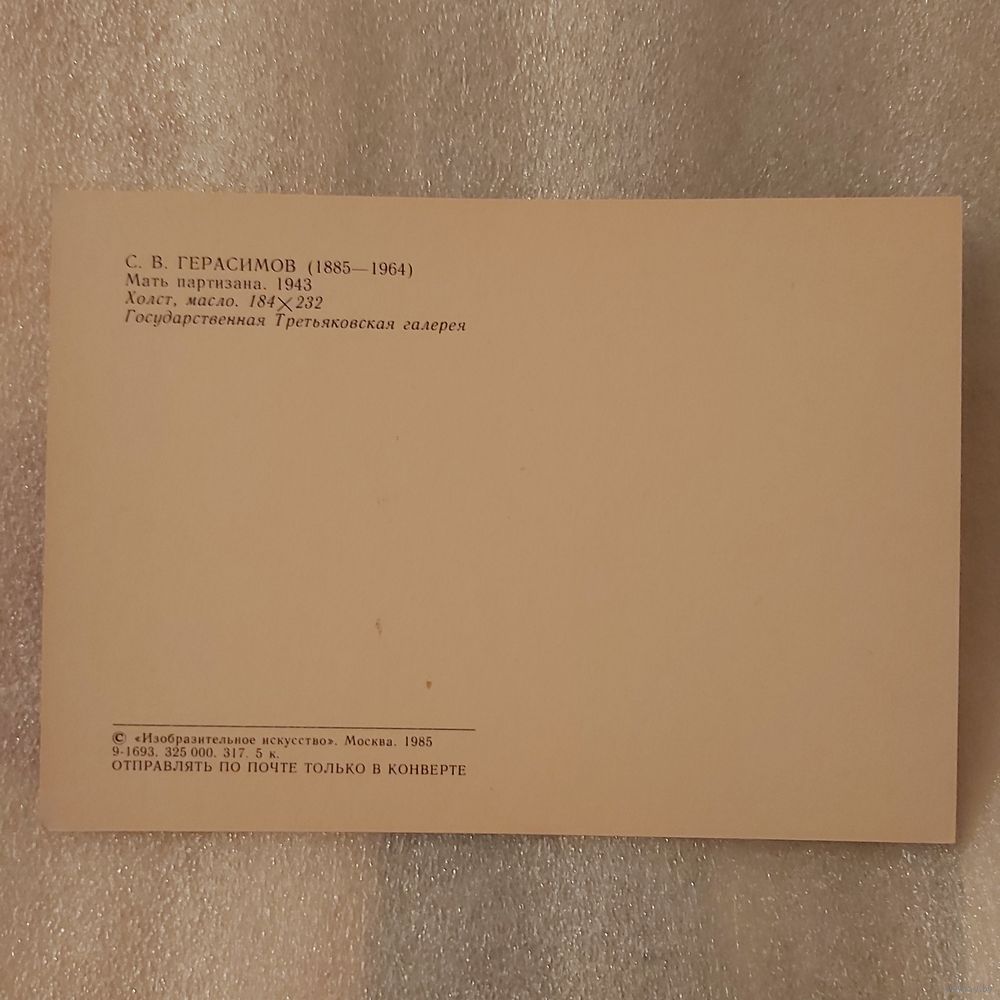 С. В. ГЕРАСИМОВ (1885—1964)
Мать партизана. 1943
Холст, масло. 184×232
Государственная Третьяковская галерея
© «Изобразительное искусство». Москва. 1985
9-1693. 325 000. 317. 5 к.
ОТПРАВЛЯТЬ ПО ПОЧТЕ ТОЛЬКО В КОНВЕРТЕ